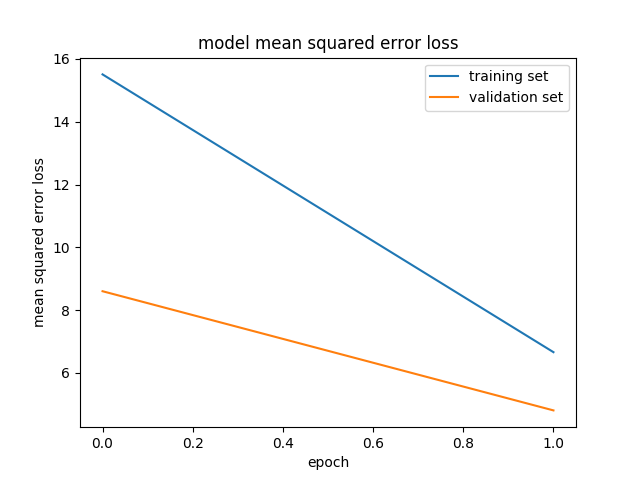 model mean squared error loss
training set
validation set
16
14
12
10
8
6
mean squared error loss
0.0 0.2 0.4 0.6 0.8 1.0
epoch